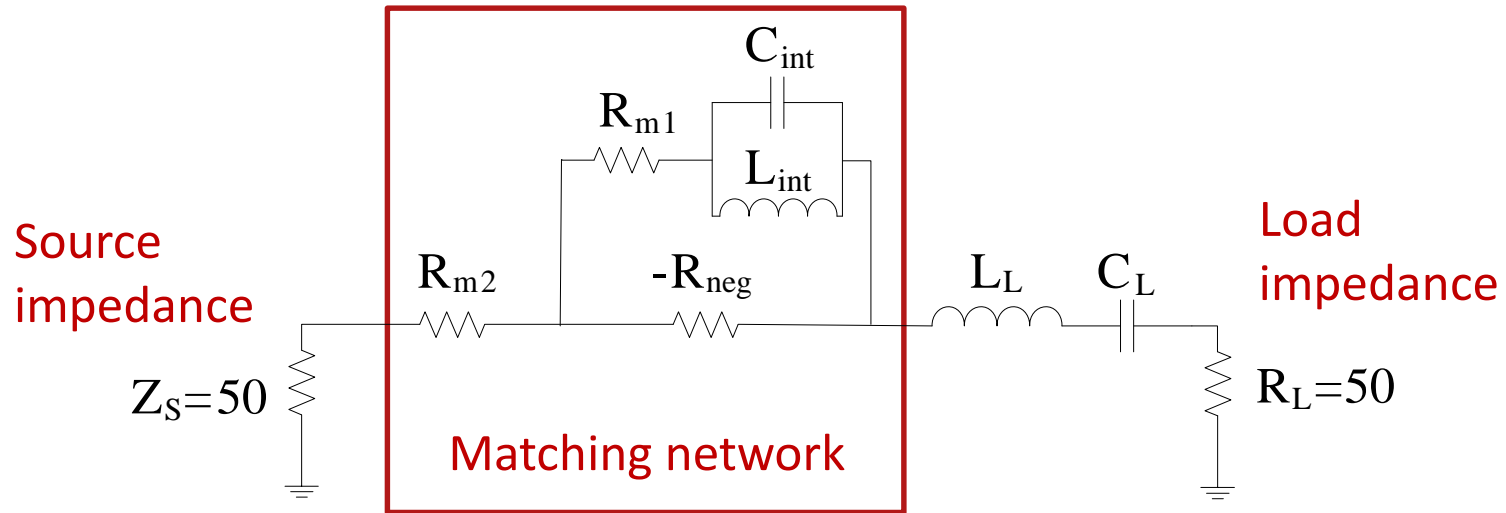 C_int
R_m1
L_int
Source
impedance
R_m2
-R_neg
L_L
C_L
Load
impedance
Z_S=50
R_L=50
Matching network